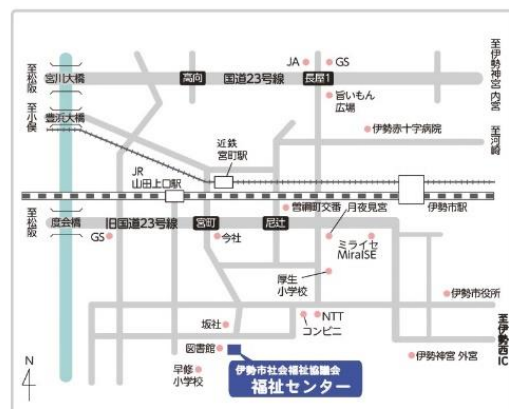 至松阪
宮川大橋
高向
国道23号線
JA
GS
長屋1
至伊勢神宮 内宮
旨いもん
広場
至小俣
豊浜大橋
伊勢赤十字病院
至河崎
近鉄
宮町駅
JR
山田上口駅
伊勢市駅
至松阪
度会橋
旧国道23号線
宮町
尼辻
曽祢町交番
月夜見宮
GS
今社
ミライセ
MiraISE
厚生
小学校
伊勢市役所
NTT
コンビニ
坂社
至伊勢西IC
図書館
伊勢市社会福祉協議会
福祉センター
早修
小学校
伊勢神宮 外宮
N
4